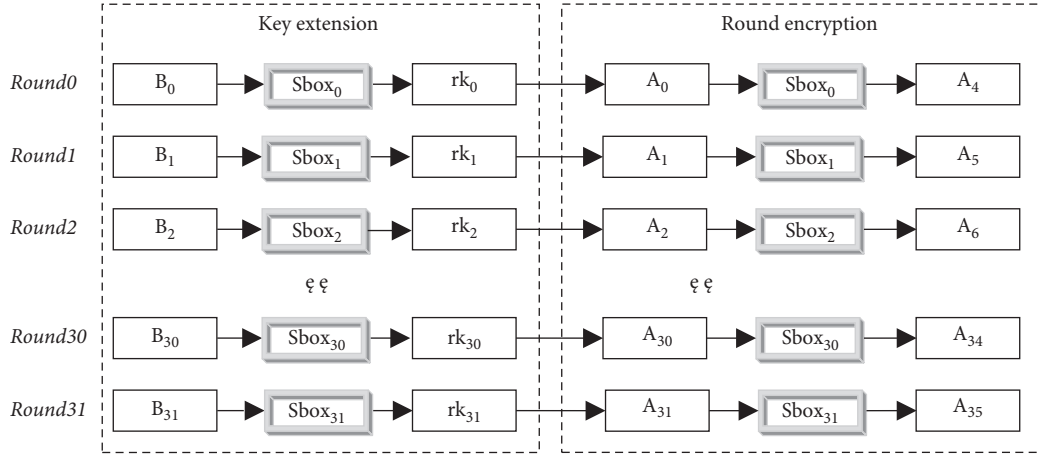 Key extension Round encryption
Round0 B₀ Sbox₀ rk₀ A₀ Sbox₀ A₄
Round1 B₁ Sbox₁ rk₁ A₁ Sbox₁ A₅
Round2 B₂ Sbox₂ rk₂ A₂ Sbox₂ A₆
ę ę ę ę
Round30 B₃₀ Sbox₃₀ rk₃₀ A₃₀ Sbox₃₀ A₃₄
Round31 B₃₁ Sbox₃₁ rk₃₁ A₃₁ Sbox₃₁ A₃₅